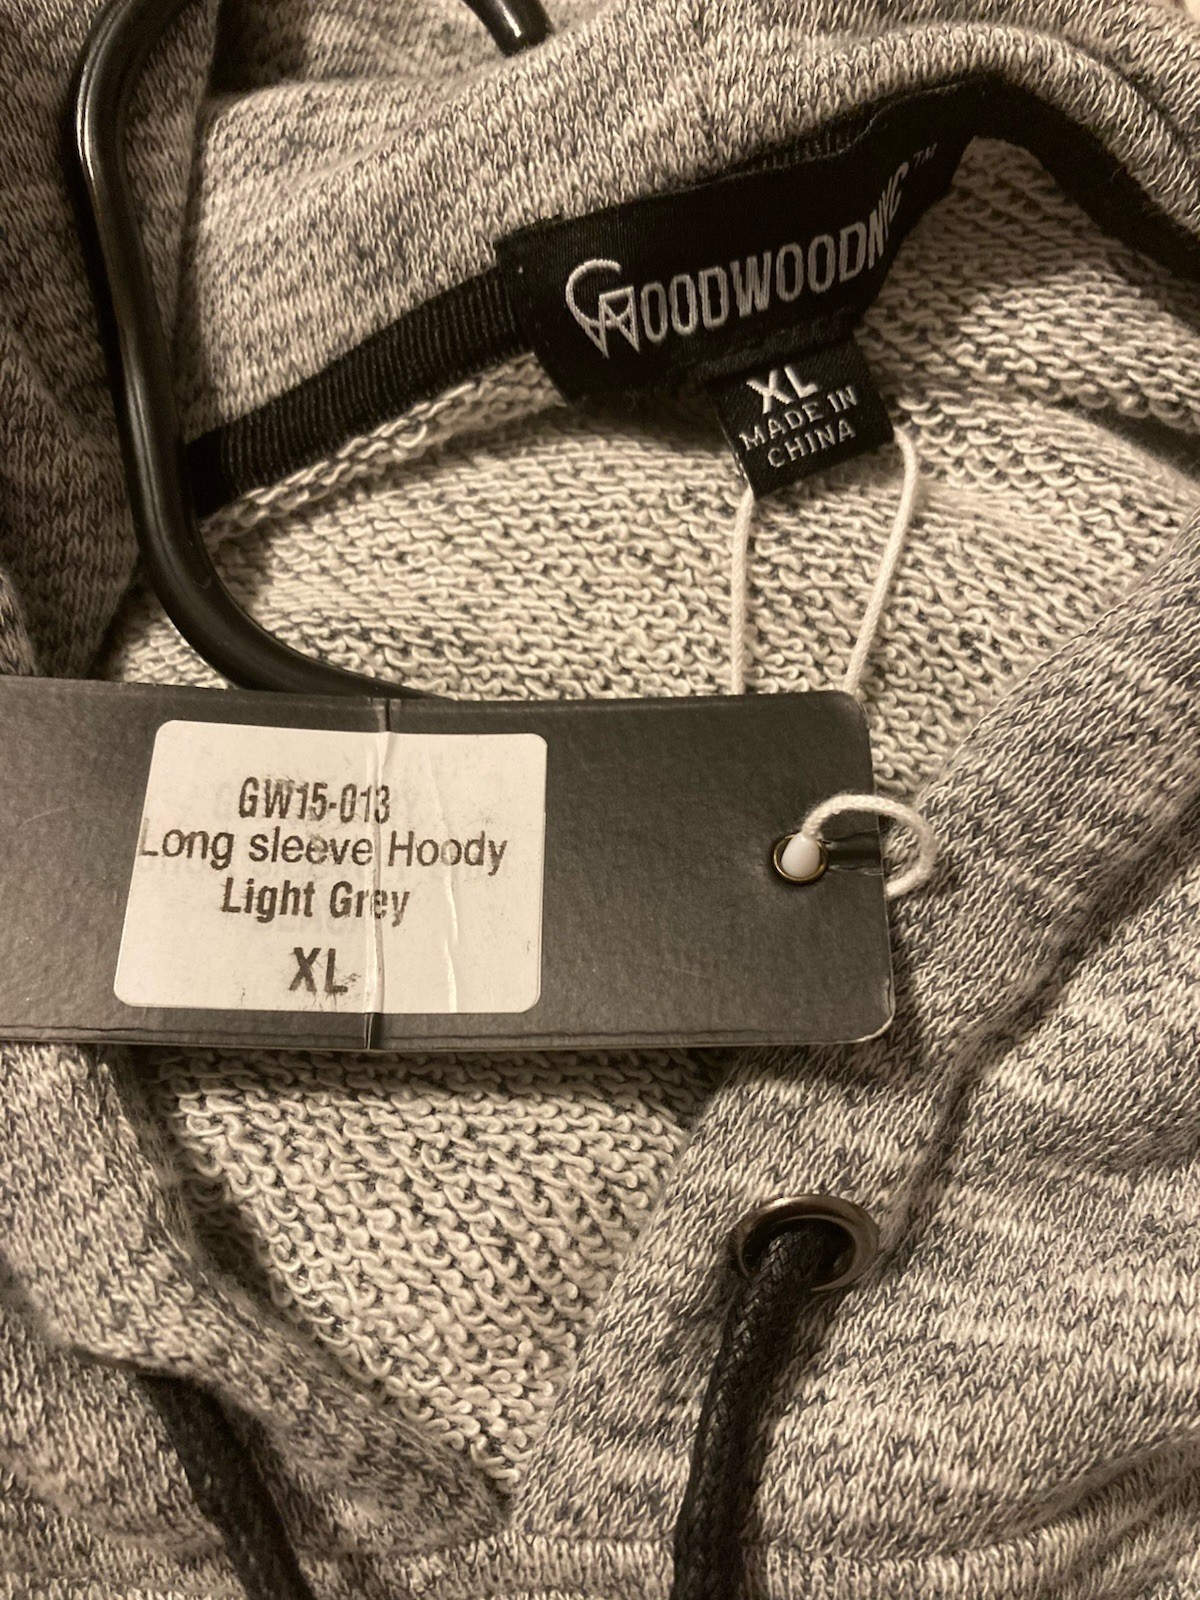 GOODWOODNYC™
XL
MADE IN
CHINA
GW15-013
Long sleeve Hoody
Light Grey
XL